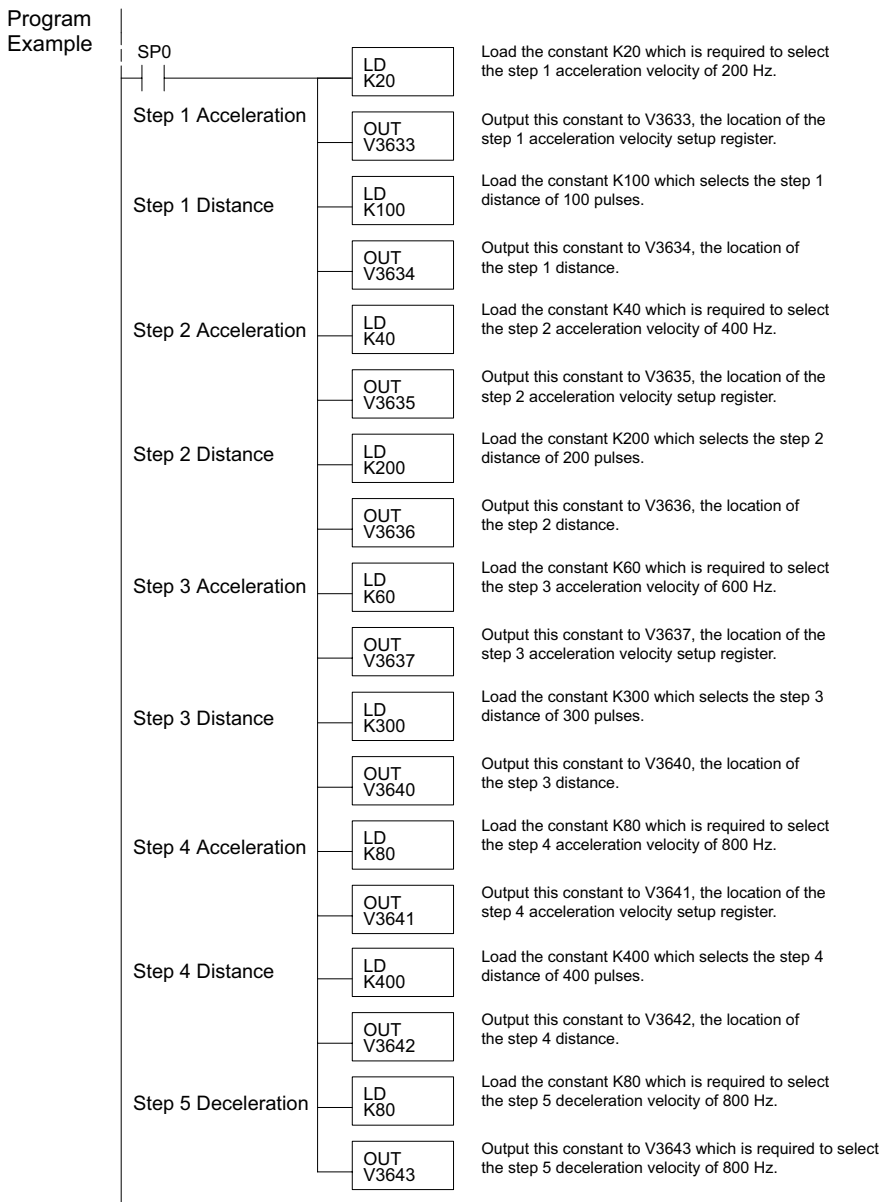 Program
Example
SP0
LD
K20
Load the constant K20 which is required to select
the step 1 acceleration velocity of 200 Hz.
Step 1 Acceleration
OUT
V3633
Output this constant to V3633, the location of the
step 1 acceleration velocity setup register.
Step 1 Distance
LD
K100
Load the constant K100 which selects the step 1
distance of 100 pulses.
OUT
V3634
Output this constant to V3634, the location of
the step 1 distance.
Step 2 Acceleration
LD
K40
Load the constant K40 which is required to select
the step 2 acceleration velocity of 400 Hz.
OUT
V3635
Output this constant to V3635, the location of the
step 2 acceleration velocity setup register.
Step 2 Distance
LD
K200
Load the constant K200 which selects the step 2
distance of 200 pulses.
OUT
V3636
Output this constant to V3636, the location of
the step 2 distance.
Step 3 Acceleration
LD
K60
Load the constant K60 which is required to select
the step 3 acceleration velocity of 600 Hz.
OUT
V3637
Output this constant to V3637, the location of the
step 3 acceleration velocity setup register.
Step 3 Distance
LD
K300
Load the constant K300 which selects the step 3
distance of 300 pulses.
OUT
V3640
Output this constant to V3640, the location of
the step 3 distance.
Step 4 Acceleration
LD
K80
Load the constant K80 which is required to select
the step 4 acceleration velocity of 800 Hz.
OUT
V3641
Output this constant to V3641, the location of the
step 4 acceleration velocity setup register.
Step 4 Distance
LD
K400
Load the constant K400 which selects the step 4
distance of 400 pulses.
OUT
V3642
Output this constant to V3642, the location of
the step 4 distance.
Step 5 Deceleration
LD
K80
Load the constant K80 which is required to select
the step 5 deceleration velocity of 800 Hz.
OUT
V3643
Output this constant to V3643 which is required to select
the step 5 deceleration velocity of 800 Hz.